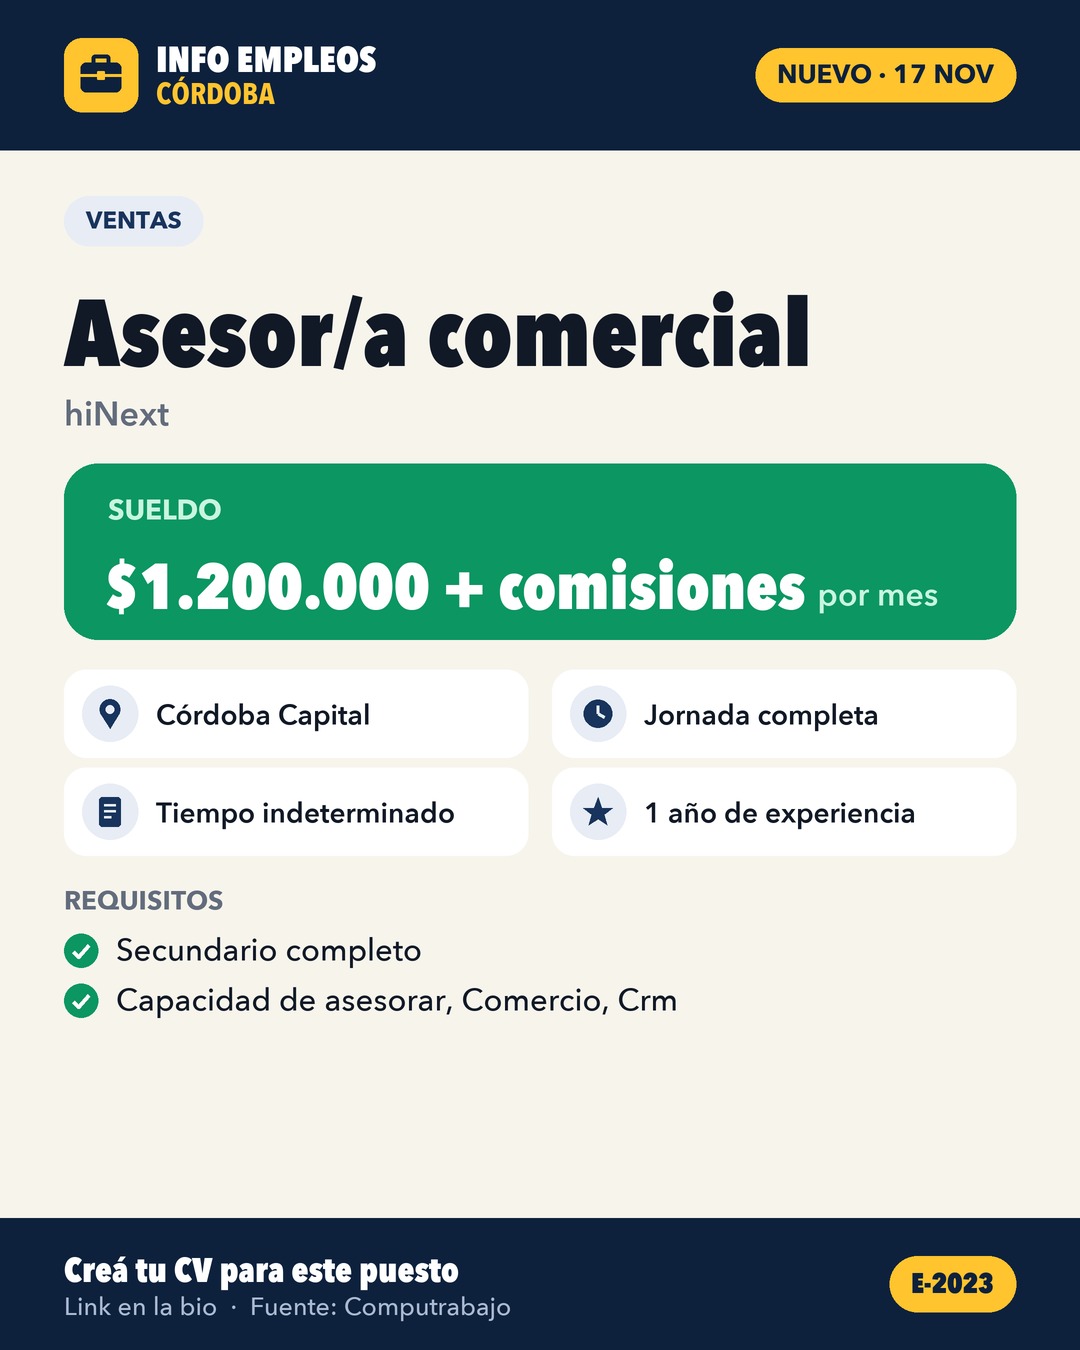 INFO EMPLEOS
CÓRDOBA
NUEVO · 17 NOV
VENTAS
Asesor/a comercial
hiNext
SUELDO
$1.200.000 + comisiones por mes
Córdoba Capital
Jornada completa
Tiempo indeterminado
1 año de experiencia
REQUISITOS
Secundario completo
Capacidad de asesorar, Comercio, Crm
Creá tu CV para este puesto
Link en la bio · Fuente: Computrabajo
E-2023